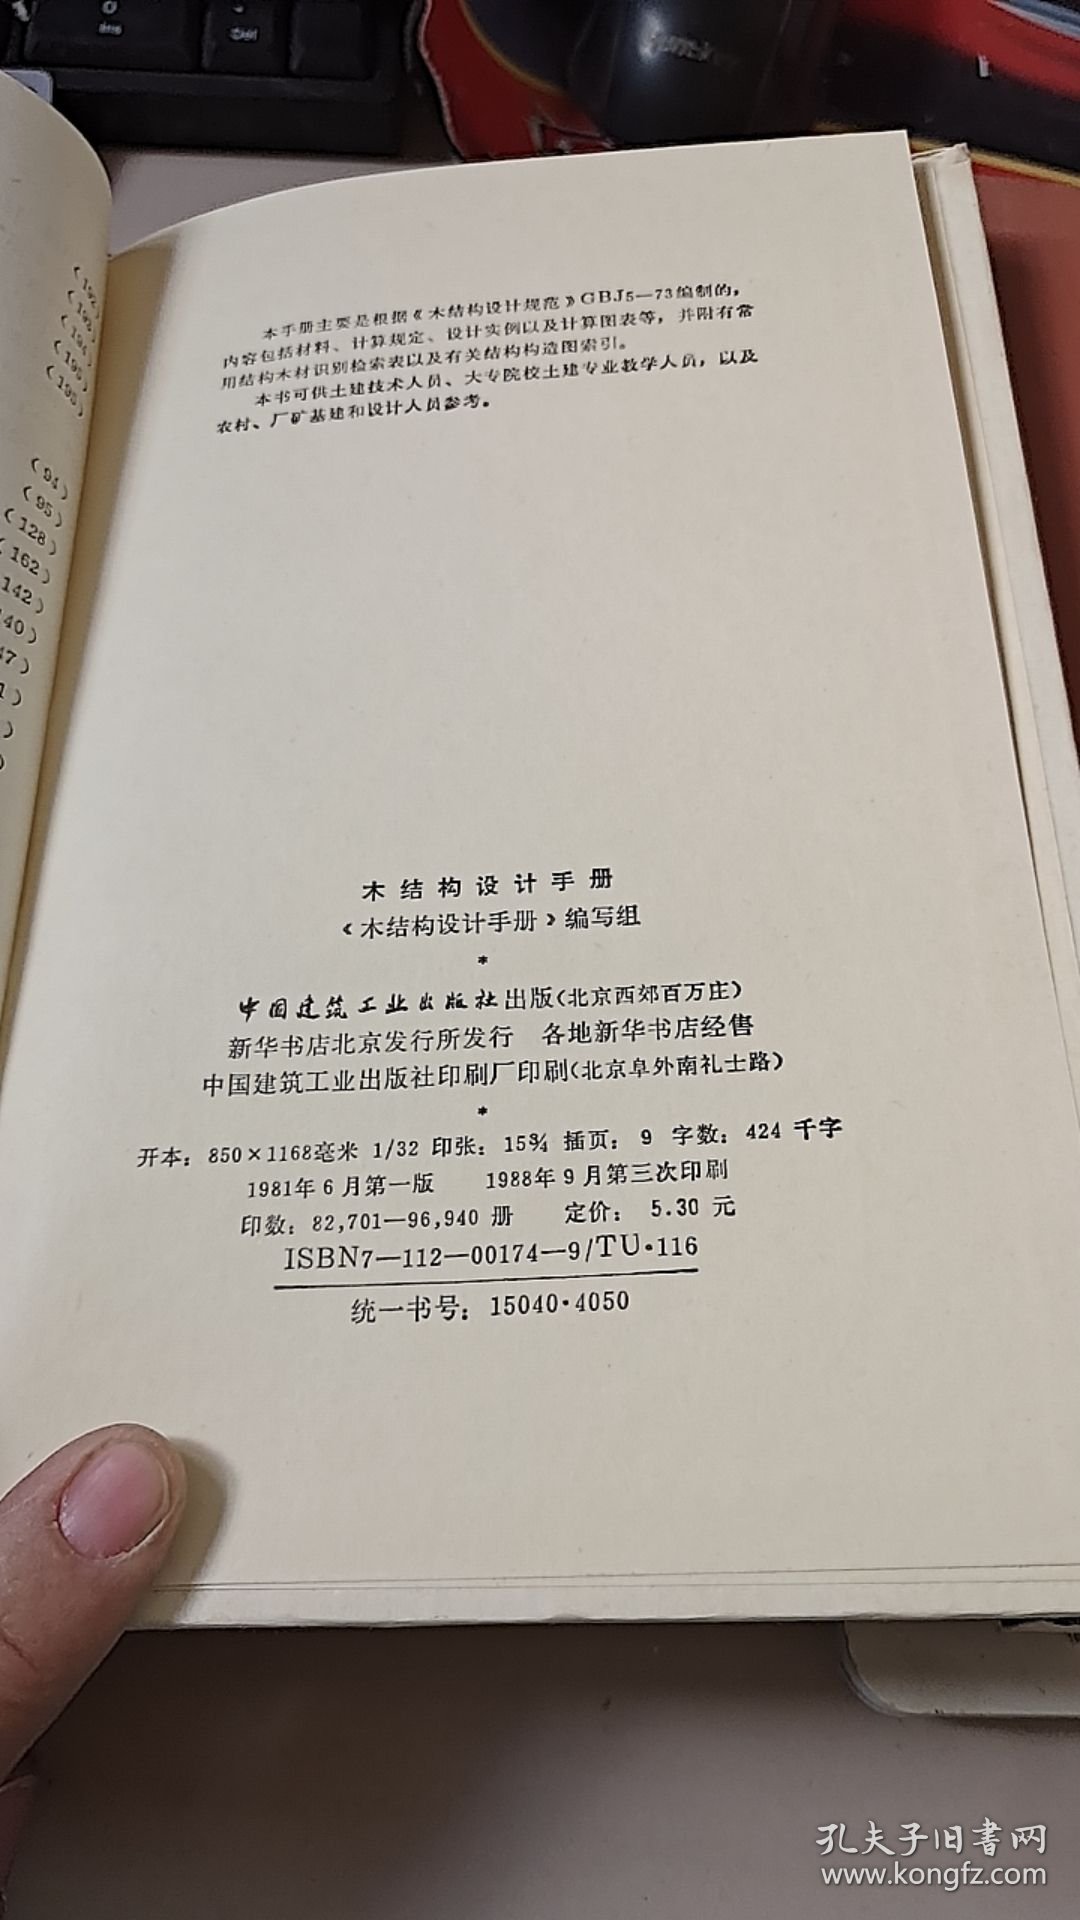 (192)
(193)
(194)
(195)
(195)
(94)
(95)
(128)
(162)
142)
40)
47)
1)
)
)
本手册主要是根据《木结构设计规范》GBJ5—73编制的，
内容包括材料、计算规定、设计实例以及计算图表等，并附有常
用结构木材识别检索表以及有关结构构造图索引。
本书可供土建技术人员、大专院校土建专业教学人员，以及
农村、厂矿基建和设计人员参考。
木结构设计手册
《木结构设计手册》编写组
*
中国建筑工业出版社出版(北京西郊百万庄)
新华书店北京发行所发行 各地新华书店经售
中国建筑工业出版社印刷厂印刷(北京阜外南礼士路)
*
开本：850×1168毫米 1/32 印张：15¾ 插页：9 字数：424 千字
1981年6月第一版 1988年9月第三次印刷
印数：82,701—96,940 册 定价：5.30 元
ISBN7—112—00174—9/TU·116
统一书号：15040·4050
孔夫子旧书网
www.kongfz.com